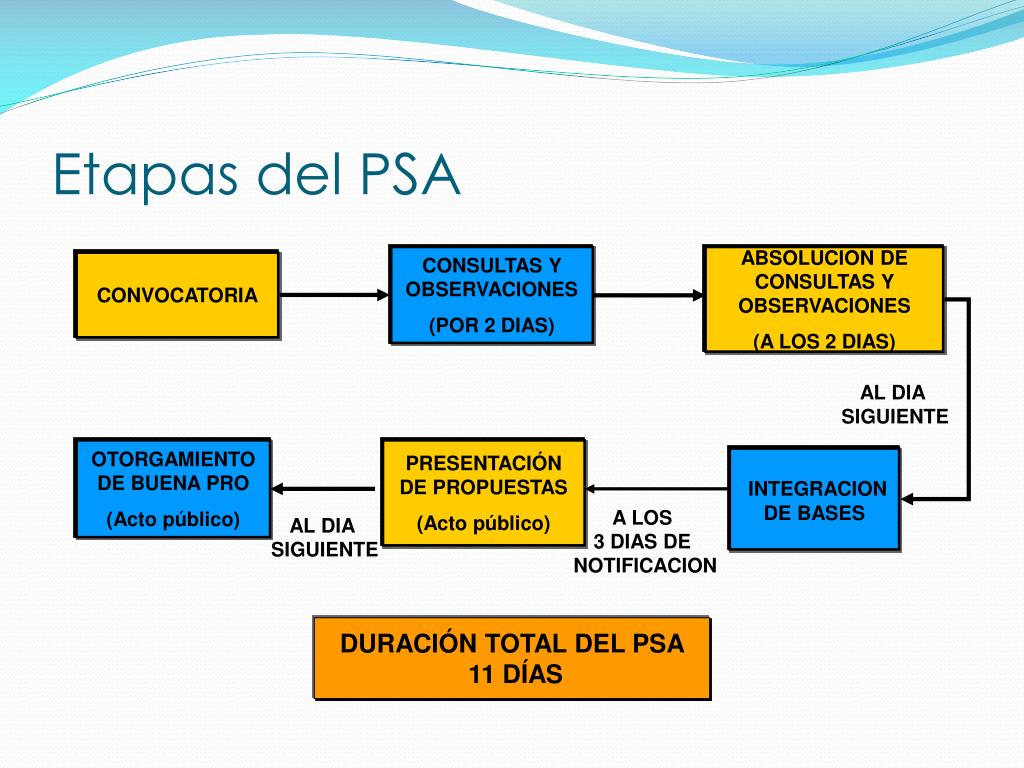 Etapas del PSA
CONVOCATORIA
CONSULTAS Y
OBSERVACIONES
(POR 2 DIAS)
ABSOLUCION DE
CONSULTAS Y
OBSERVACIONES
(A LOS 2 DIAS)
AL DIA
SIGUIENTE
INTEGRACION
DE BASES
A LOS
3 DIAS DE
NOTIFICACION
PRESENTACIÓN
DE PROPUESTAS
(Acto público)
AL DIA
SIGUIENTE
OTORGAMIENTO
DE BUENA PRO
(Acto público)
DURACIÓN TOTAL DEL PSA
11 DÍAS